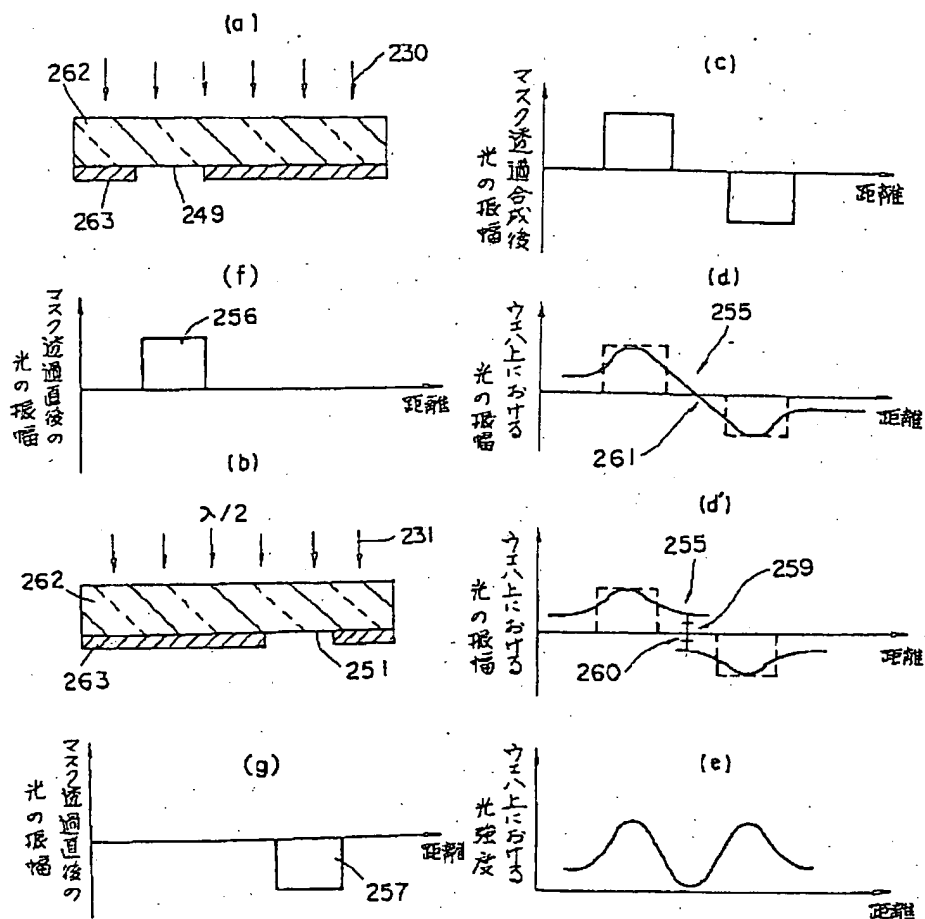 (a)
230
262
263
249
(c)
マスク透過合成後
光の振幅
距離
(f)
256
マスク透過直後の
光の振幅
距離
(d)
255
ウエハ上における
光の振幅
距離
261
(b)
λ/2
231
262
263
251
(d')
255
259
ウエハ上における
光の振幅
距離
260
(g)
マスク透過直後の
光の振幅
距離
257
(e)
ウエハ上における
光強度
距離